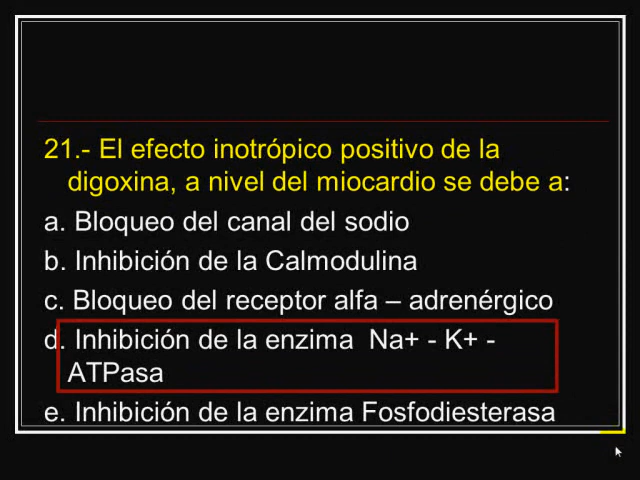 21.- El efecto inotrópico positivo de la
digoxina, a nivel del miocardio se debe a:
a. Bloqueo del canal del sodio
b. Inhibición de la Calmodulina
c. Bloqueo del receptor alfa – adrenérgico
d. Inhibición de la enzima Na+ - K+ -
ATPasa
e. Inhibición de la enzima Fosfodiesterasa